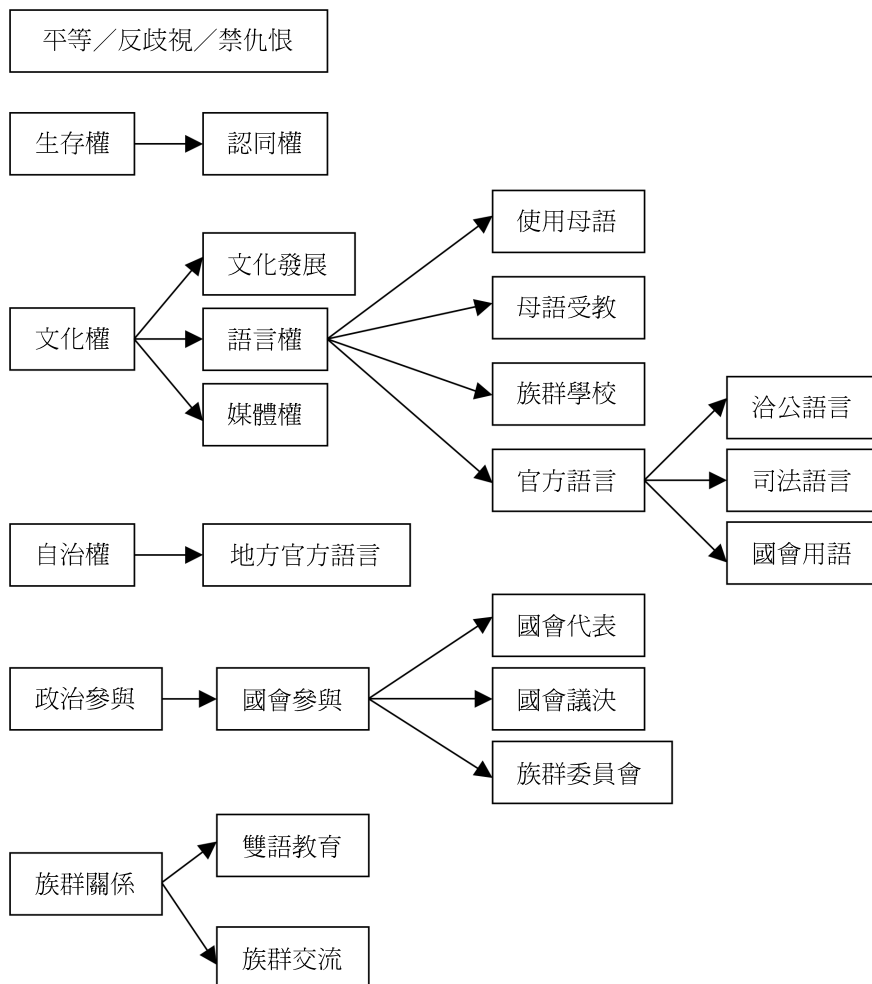 平等／反歧視／禁仇恨
生存權
認同權
文化權
文化發展
語言權
媒體權
使用母語
母語受教
族群學校
官方語言
洽公語言
司法語言
國會用語
自治權
地方官方語言
政治參與
國會參與
國會代表
國會議決
族群委員會
族群關係
雙語教育
族群交流